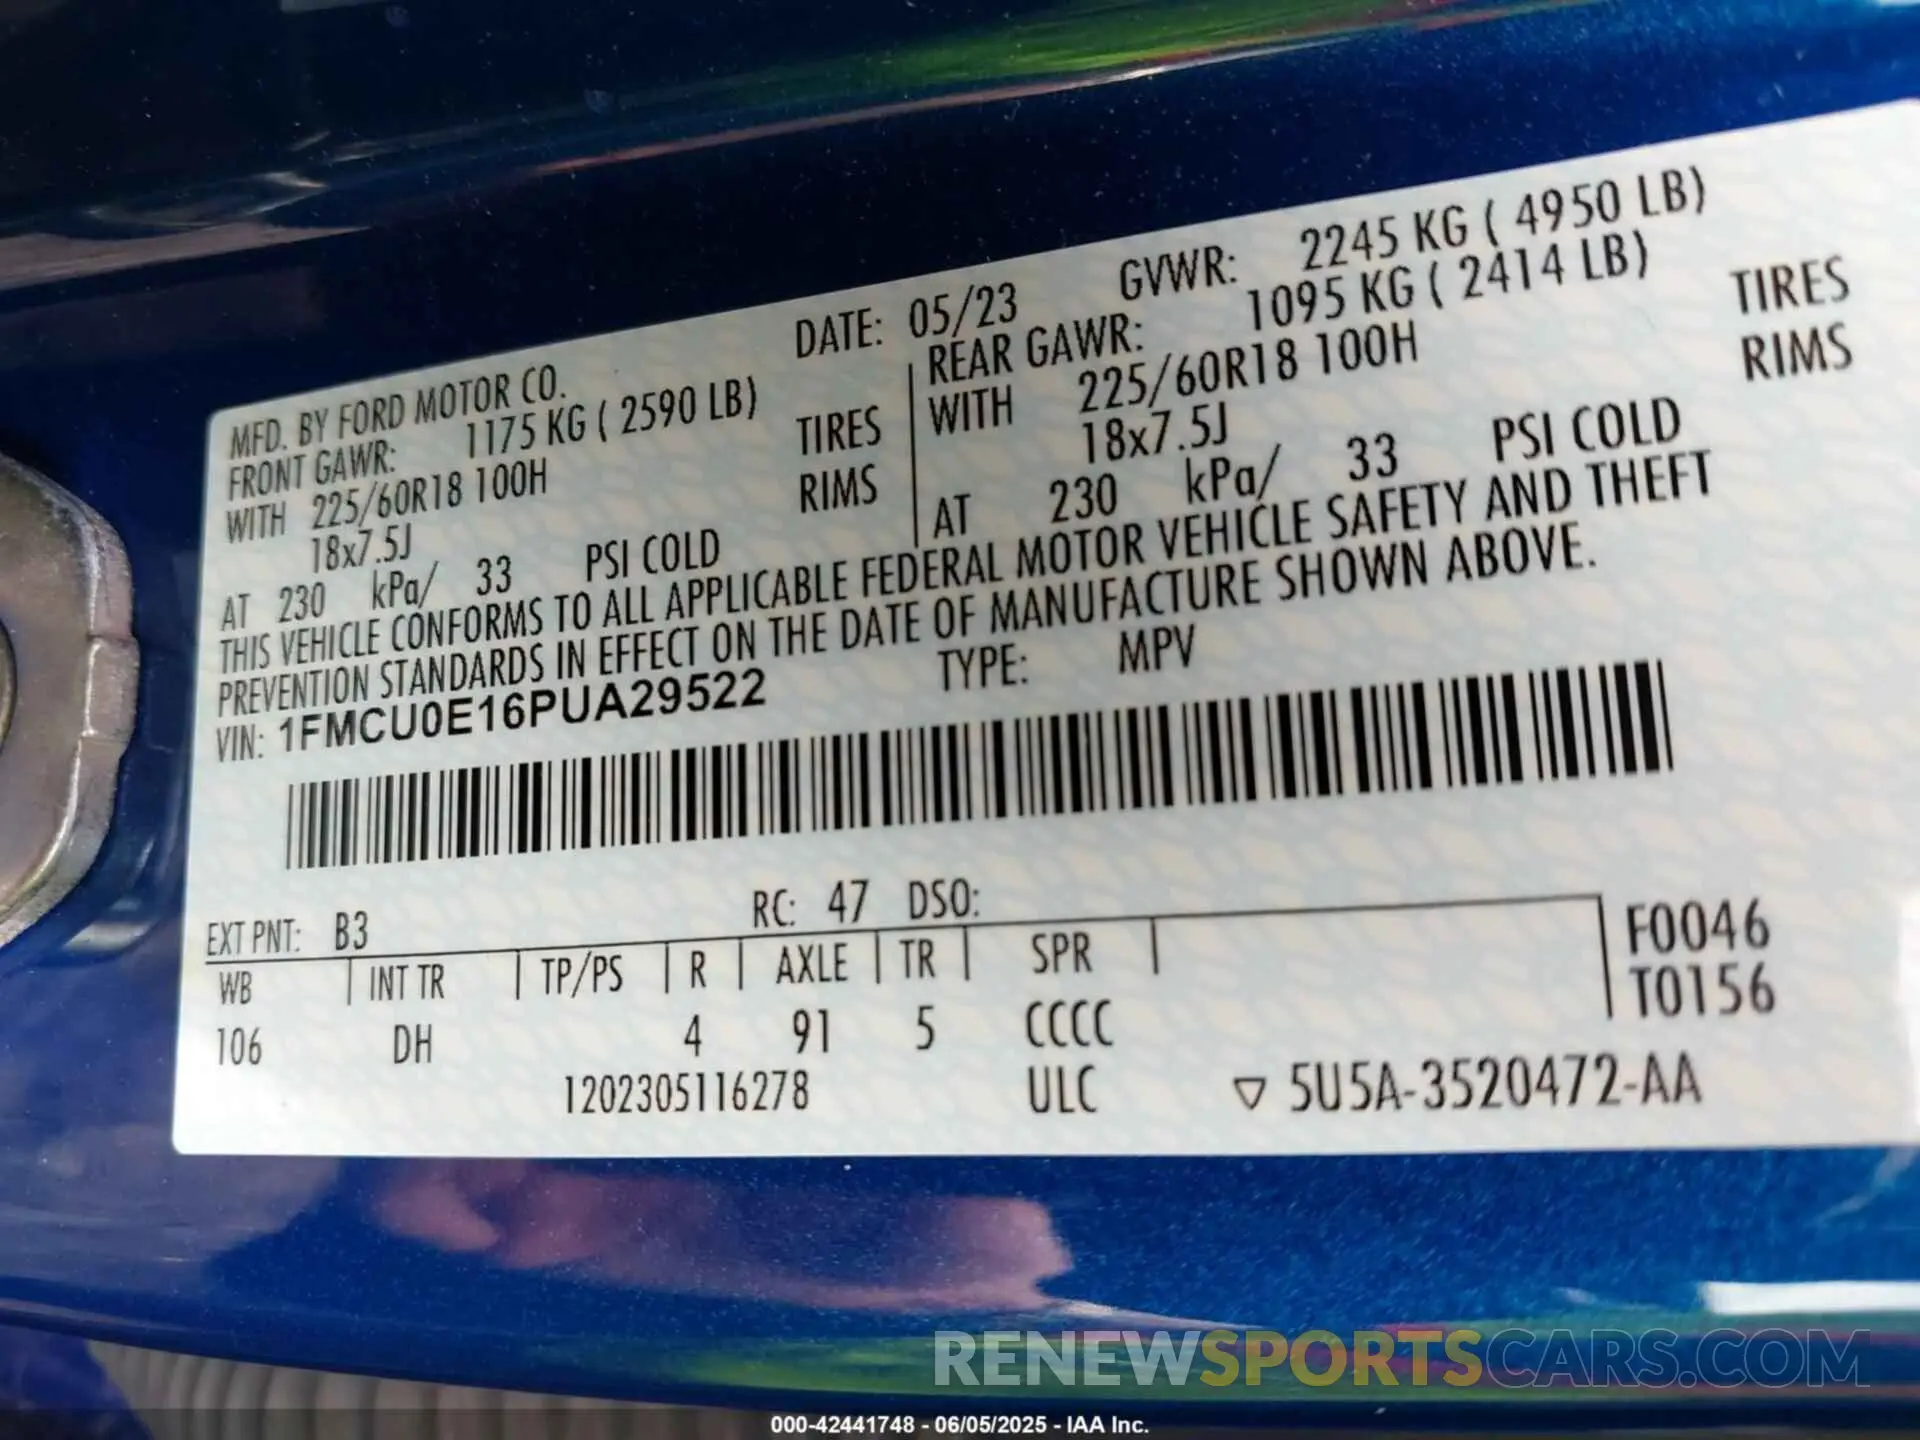 MFD. BY FORD MOTOR CO. DATE: 05/23 GVWR: 2245 KG ( 4950 LB)
FRONT GAWR: 1175 KG ( 2590 LB) REAR GAWR: 1095 KG ( 2414 LB)
WITH 225/60R18 100H TIRES WITH 225/60R18 100H TIRES
18x7.5J RIMS 18x7.5J RIMS
AT 230 kPa/ 33 PSI COLD AT 230 kPa/ 33 PSI COLD
THIS VEHICLE CONFORMS TO ALL APPLICABLE FEDERAL MOTOR VEHICLE SAFETY AND THEFT
PREVENTION STANDARDS IN EFFECT ON THE DATE OF MANUFACTURE SHOWN ABOVE.
VIN: 1FMCU0E16PUA29522 TYPE: MPV
EXT PNT: B3 RC: 47 DSO:
WB INT TR TP/PS R AXLE TR SPR F0046
T0156
106 DH 4 91 5 CCCC
1202305116278 ULC ▽ 5U5A-3520472-AA
RENEWSPORTSCARS.COM
000-42441748 - 06/05/2025 - IAA Inc.